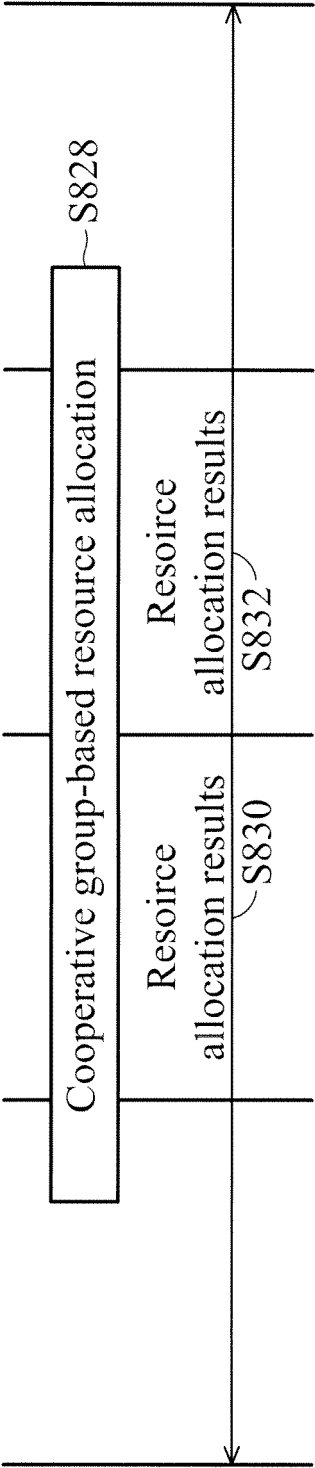 Cooperative group-based resource allocation
S828
Resoirce
allocation results
S830
Resoirce
allocation results
S832